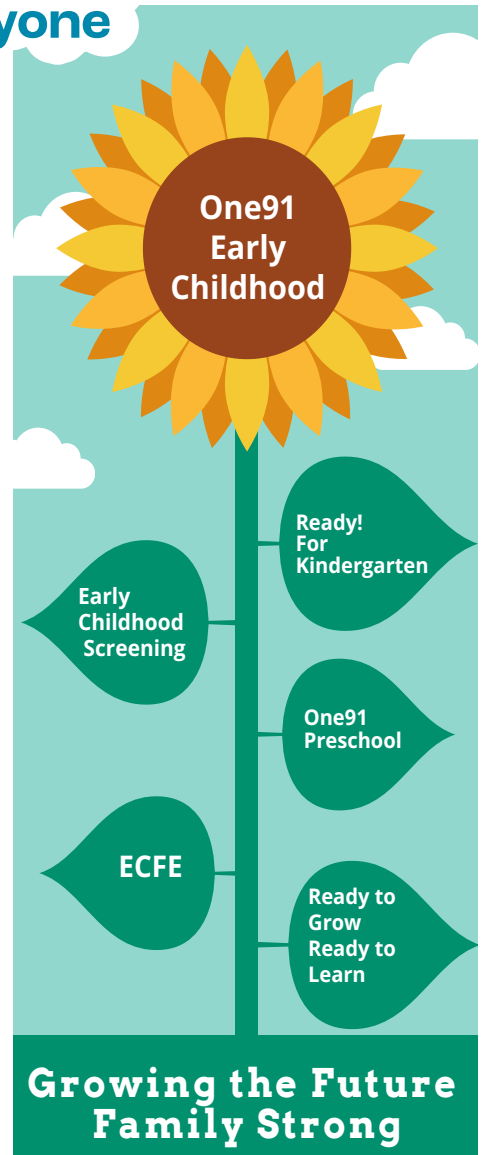 yone
One91
Early
Childhood
Ready!
For
Kindergarten
Early
Childhood
Screening
One91
Preschool
ECFE
Ready to
Grow
Ready to
Learn
Growing the Future
Family Strong